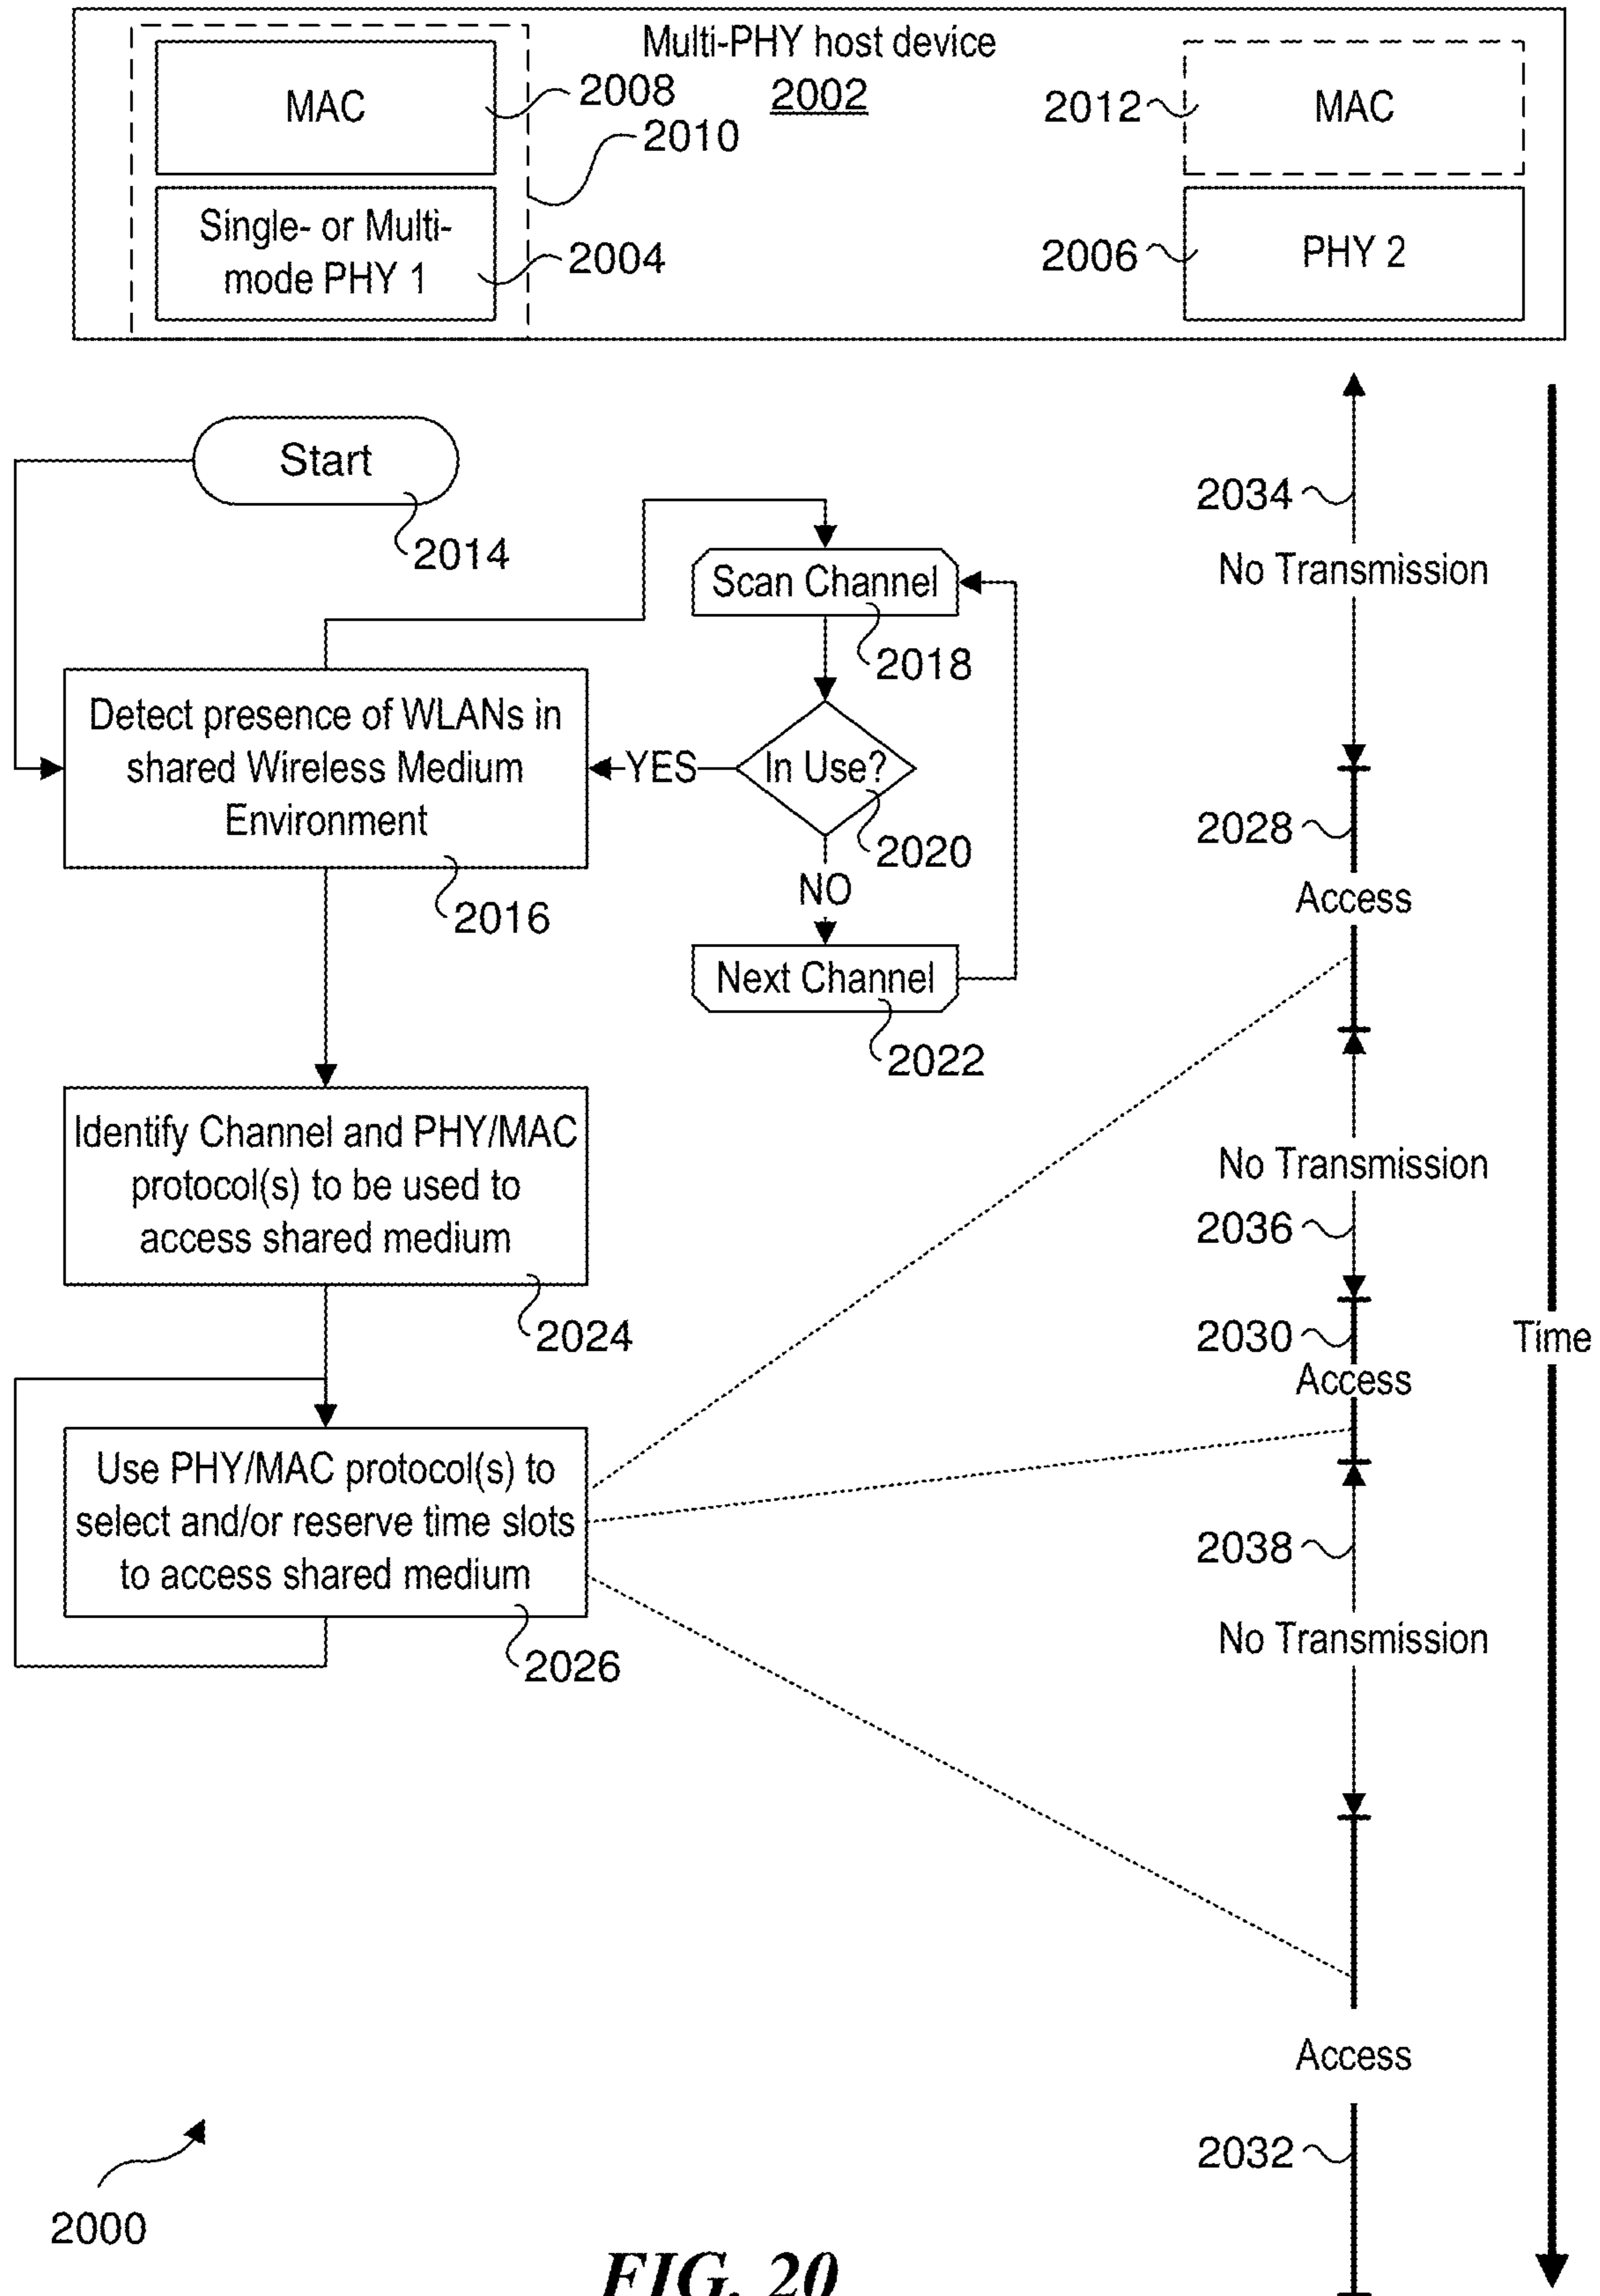 Multi-PHY host device
2002
MAC
2008
2010
Single- or Multi-
mode PHY 1
2004
2012
MAC
2006
PHY 2
Start
2014
Scan Channel
2018
Detect presence of WLANs in
shared Wireless Medium
Environment
2016
YES
In Use?
2020
NO
Next Channel
2022
Identify Channel and PHY/MAC
protocol(s) to be used to
access shared medium
2024
Use PHY/MAC protocol(s) to
select and/or reserve time slots
to access shared medium
2026
2034
No Transmission
2028
Access
No Transmission
2036
2030
Access
2038
No Transmission
Access
2032
Time
2000
FIG. 20